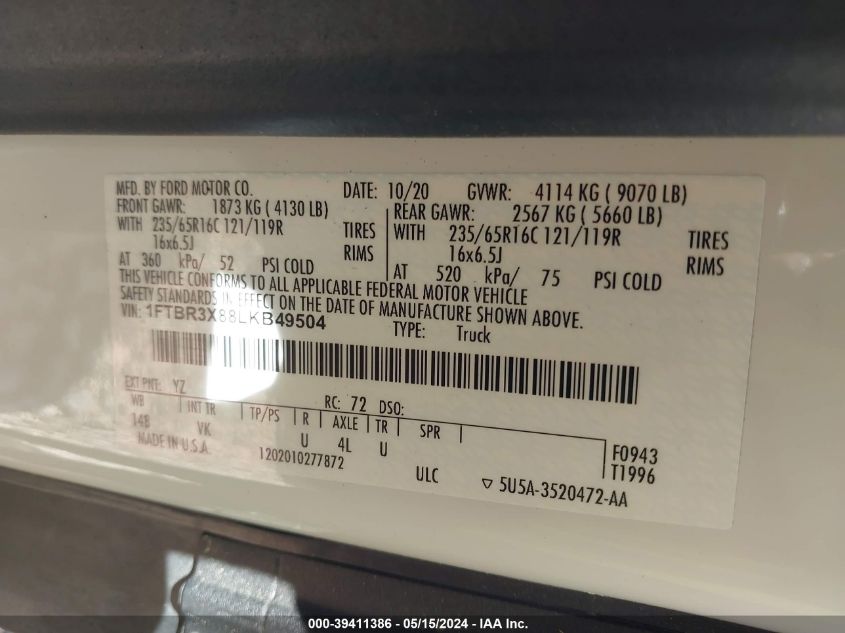 MFD. BY FORD MOTOR CO. DATE: 10/20 GVWR: 4114 KG ( 9070 LB)
FRONT GAWR: 1873 KG ( 4130 LB) REAR GAWR: 2567 KG ( 5660 LB)
WITH 235/65R16C 121/119R TIRES WITH 235/65R16C 121/119R TIRES
16x6.5J RIMS 16x6.5J RIMS
AT 360 kPa/ 52 PSI COLD AT 520 kPa/ 75 PSI COLD
THIS VEHICLE CONFORMS TO ALL APPLICABLE FEDERAL MOTOR VEHICLE
SAFETY STANDARDS IN EFFECT ON THE DATE OF MANUFACTURE SHOWN ABOVE.
VIN: 1FTBR3X88LKB49504 TYPE: Truck
EXT PNT: YZ RC: 72 DSO:
WB INT TR TP/PS R AXLE TR SPR
148 VK U 4L U F0943
MADE IN U.S.A. 1202010277872 T1996
ULC ▽ 5U5A-3520472-AA
000-39411386 - 05/15/2024 - IAA Inc.